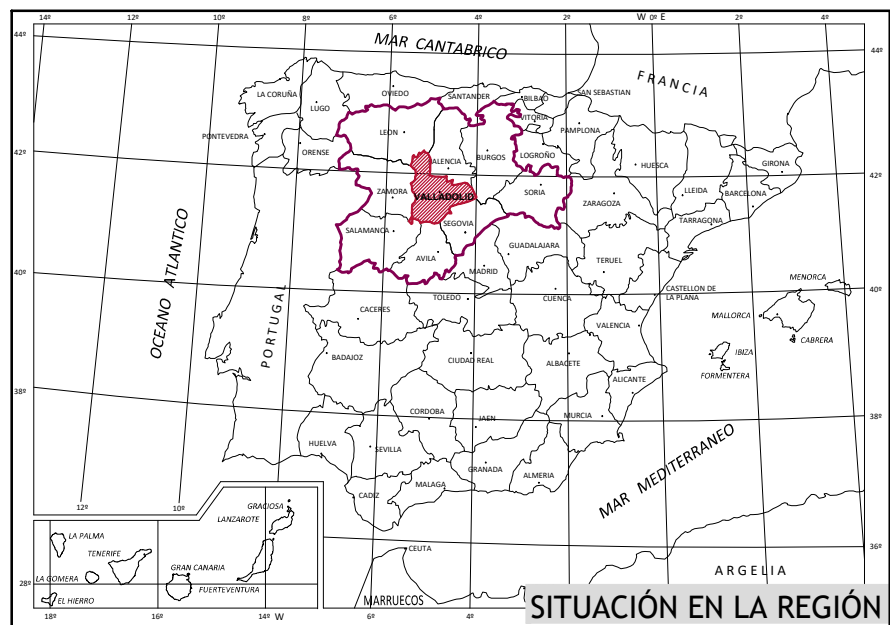 8º 6º 4º 2º W 0º E 2º 4º
44º 44º
MAR CANTABRICO
FRANCIA
LA CORUÑA
OVIEDO
SANTANDER
BILBAO
SAN SEBASTIAN
LUGO
VITORIA
PONTEVEDRA
LEON
PAMPLONA
ORENSE
42º
ALENCIA
BURGOS
LOGROÑO
HUESCA
GIRONA
42º
ZAMORA
VALLADOLID
SORIA
ZARAGOZA
LLEIDA
BARCELONA
SALAMANCA
SEGOVIA
TARRAGONA
AVILA
GUADALAJARA
MADRID
TERUEL
40º
40º
MENORCA
OCEANO ATLANTICO
PORTUGAL
CACERES
TOLEDO
CUENCA
CASTELLON DE
LA PLANA
MALLORCA
VALENCIA
CABRERA
BADAJOZ
CIUDAD REAL
ALBACETE
IBIZA
FORMENTERA
ALICANTE
38º
38º
CORDOBA
JAEN
MURCIA
HUELVA
SEVILLA
MAR MEDITERRANEO
GRANADA
MALAGA
ALMERIA
CADIZ
12º 10º
GRACIOSA
LANZAROTE
LA PALMA
TENERIFE
CEUTA
36º
GRAN CANARIA
LA GOMERA
FUERTEVENTURA
ARGELIA
28º
28º
EL HIERRO
MARRUECOS
18º 16º 14º W 6º 4º
SITUACIÓN EN LA REGIÓN